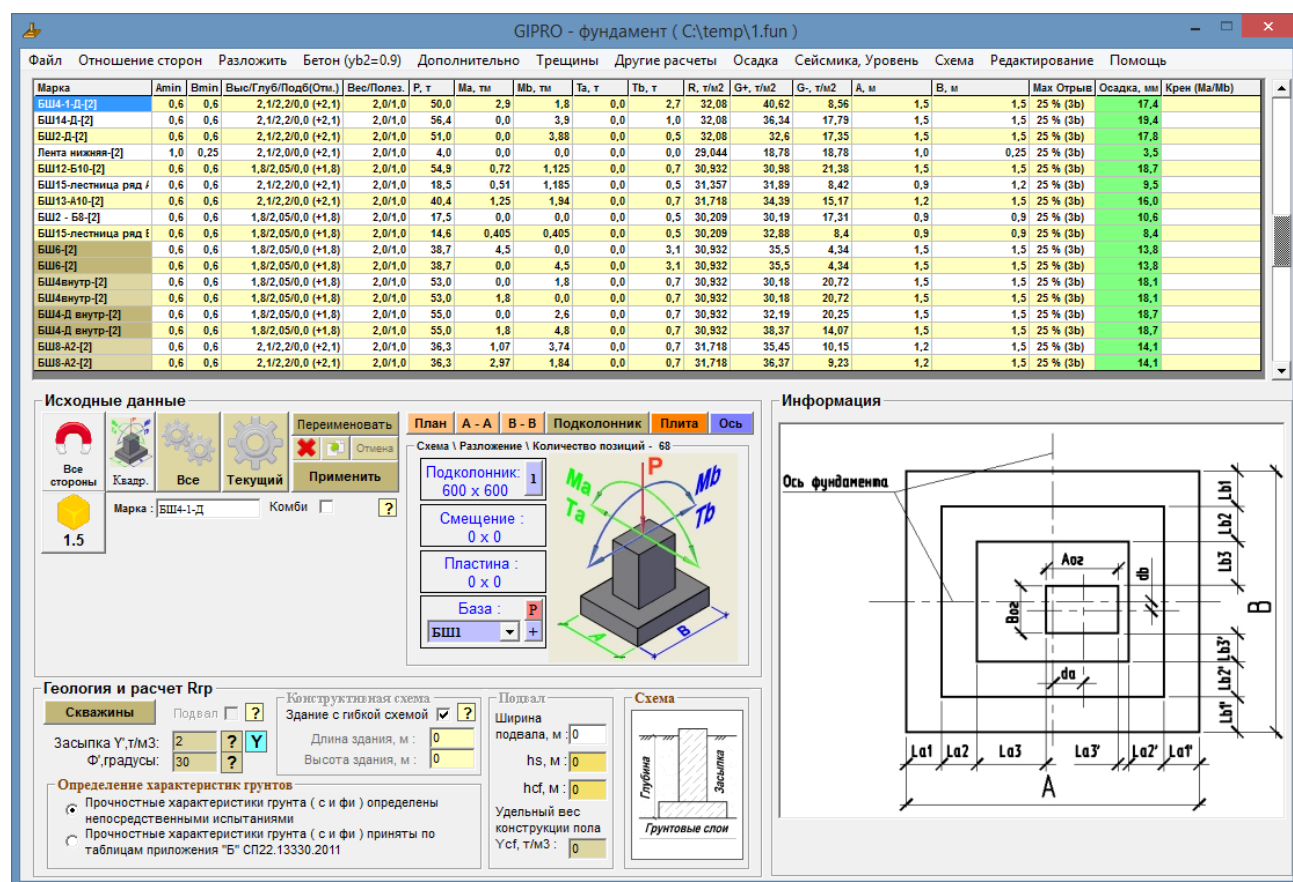 GIPRO - фундамент ( C:\temp\1.fun )
Файл Отношение сторон Разложить Бетон (yb2=0.9) Дополнительно Трещины Другие расчеты Осадка Сейсмика, Уровень Схема Редактирование Помощь
Марка Amin Bmin Выс/Глуб/Подб(Отм.) Вес/Полез. P, т Ma, тм Mb, тм Ta, т Tb, т R, т/м2 G+, т/м2 G-, т/м2 A, м B, м Max Отрыв Осадка, мм Крен (Ma/Mb)
БШ4-1-Д-[2] 0,6 0,6 2,1/2,2/0,0 (+2,1) 2,0/1,0 50,0 2,9 1,8 0,0 2,7 32,08 40,62 8,56 1,5 1,5 25 % (3b) 17,4
БШ14-Д-[2] 0,6 0,6 2,1/2,2/0,0 (+2,1) 2,0/1,0 56,4 0,0 3,9 0,0 1,0 32,08 36,34 17,79 1,5 1,5 25 % (3b) 19,4
БШ2-Д-[2] 0,6 0,6 2,1/2,2/0,0 (+2,1) 2,0/1,0 51,0 0,0 3,88 0,0 0,5 32,08 32,6 17,35 1,5 1,5 25 % (3b) 17,8
Лента нижняя-[2] 1,0 0,25 2,1/2,0/0,0 (+2,1) 2,0/1,0 4,0 0,0 0,0 0,0 0,0 29,044 18,78 18,78 1,0 0,25 25 % (3b) 3,5
БШ12-Б10-[2] 0,6 0,6 1,8/2,05/0,0 (+1,8) 2,0/1,0 54,9 0,72 1,125 0,0 0,7 30,932 30,98 21,38 1,5 1,5 25 % (3b) 18,7
БШ15-лестница ряд 0,6 0,6 2,1/2,2/0,0 (+2,1) 2,0/1,0 18,5 0,51 1,185 0,0 0,5 31,357 31,89 8,42 0,9 1,2 25 % (3b) 9,5
БШ13-А10-[2] 0,6 0,6 2,1/2,2/0,0 (+2,1) 2,0/1,0 40,4 1,25 1,94 0,0 0,7 31,718 34,39 15,17 1,2 1,5 25 % (3b) 16,0
БШ2 - Б8-[2] 0,6 0,6 1,8/2,05/0,0 (+1,8) 2,0/1,0 17,5 0,0 0,0 0,0 0,5 30,209 30,19 17,31 0,9 0,9 25 % (3b) 10,6
БШ15-лестница ряд 0,6 0,6 1,8/2,05/0,0 (+1,8) 2,0/1,0 14,6 0,405 0,405 0,0 0,5 30,209 32,88 8,4 0,9 0,9 25 % (3b) 8,4
БШ6-[2] 0,6 0,6 1,8/2,05/0,0 (+1,8) 2,0/1,0 38,7 4,5 0,0 0,0 3,1 30,932 35,5 4,34 1,5 1,5 25 % (3b) 13,8
БШ6-[2] 0,6 0,6 1,8/2,05/0,0 (+1,8) 2,0/1,0 38,7 0,0 4,5 0,0 3,1 30,932 35,5 4,34 1,5 1,5 25 % (3b) 13,8
БШ4внутр-[2] 0,6 0,6 1,8/2,05/0,0 (+1,8) 2,0/1,0 53,0 0,0 1,8 0,0 0,7 30,932 30,18 20,72 1,5 1,5 25 % (3b) 18,1
БШ4внутр-[2] 0,6 0,6 1,8/2,05/0,0 (+1,8) 2,0/1,0 53,0 1,8 0,0 0,0 0,7 30,932 30,18 20,72 1,5 1,5 25 % (3b) 18,1
БШ4-Д внутр-[2] 0,6 0,6 1,8/2,05/0,0 (+1,8) 2,0/1,0 55,0 0,0 2,6 0,0 0,7 30,932 32,19 20,25 1,5 1,5 25 % (3b) 18,7
БШ4-Д внутр-[2] 0,6 0,6 1,8/2,05/0,0 (+1,8) 2,0/1,0 55,0 1,8 4,8 0,0 0,7 30,932 38,37 14,07 1,5 1,5 25 % (3b) 18,7
БШ8-А2-[2] 0,6 0,6 2,1/2,2/0,0 (+2,1) 2,0/1,0 36,3 1,07 3,74 0,0 0,7 31,718 35,45 10,15 1,2 1,5 25 % (3b) 14,1
БШ8-А2-[2] 0,6 0,6 2,1/2,2/0,0 (+2,1) 2,0/1,0 36,3 2,97 1,84 0,0 0,7 31,718 36,37 9,23 1,2 1,5 25 % (3b) 14,1
Исходные данные
Все стороны
Квадр.
Все
Текущий
Переименовать
Отмена
Применить
1.5
Марка : БШ4-1-Д Комби ?
План A - A B - B Подколонник Плита Ось
Схема \ Разложение \ Количество позиций - 68
Подколонник: 1
600 x 600
Смещение :
0 x 0
Пластина :
0 x 0
База : P
БШ1 +
P
Ma Mb
Ta Tb
A B
Информация
Ось фундамента
Lb1
Lb2
Lb3
Aог
db
Bог
B
da
Lb3'
Lb2'
Lb1'
La1 La2 La3 La3' La2' La1'
A
Геология и расчет Rгр
Скважины Подвал ?
Засыпка Y',т/м3: 2 ? Y
Ф',градусы: 30 ?
Конструктивная схема
Здание с гибкой схемой ?
Длина здания, м : 0
Высота здания, м : 0
Определение характеристик грунтов
Прочностные характеристики грунта ( с и фи ) определены
непосредственными испытаниями
Прочностные характеристики грунта ( с и фи ) приняты по
таблицам приложения "Б" СП22.13330.2011
Подвал
Ширина
подвала, м : 0
hs, м : 0
hcf, м : 0
Удельный вес
конструкции пола
Ycf, т/м3 : 0
Схема
Глубина
Засыпка
Грунтовые слои